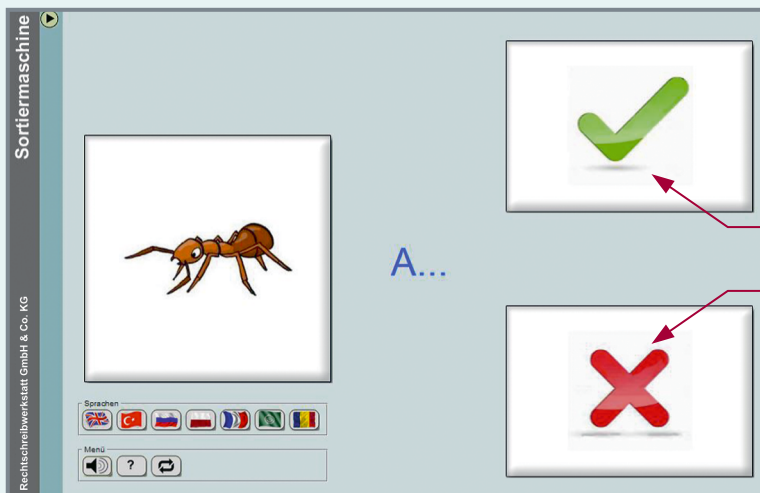 Sortiermaschine
Rechtschreibwerkstatt GmbH & Co. KG
A...
Sprachen
Menü
?